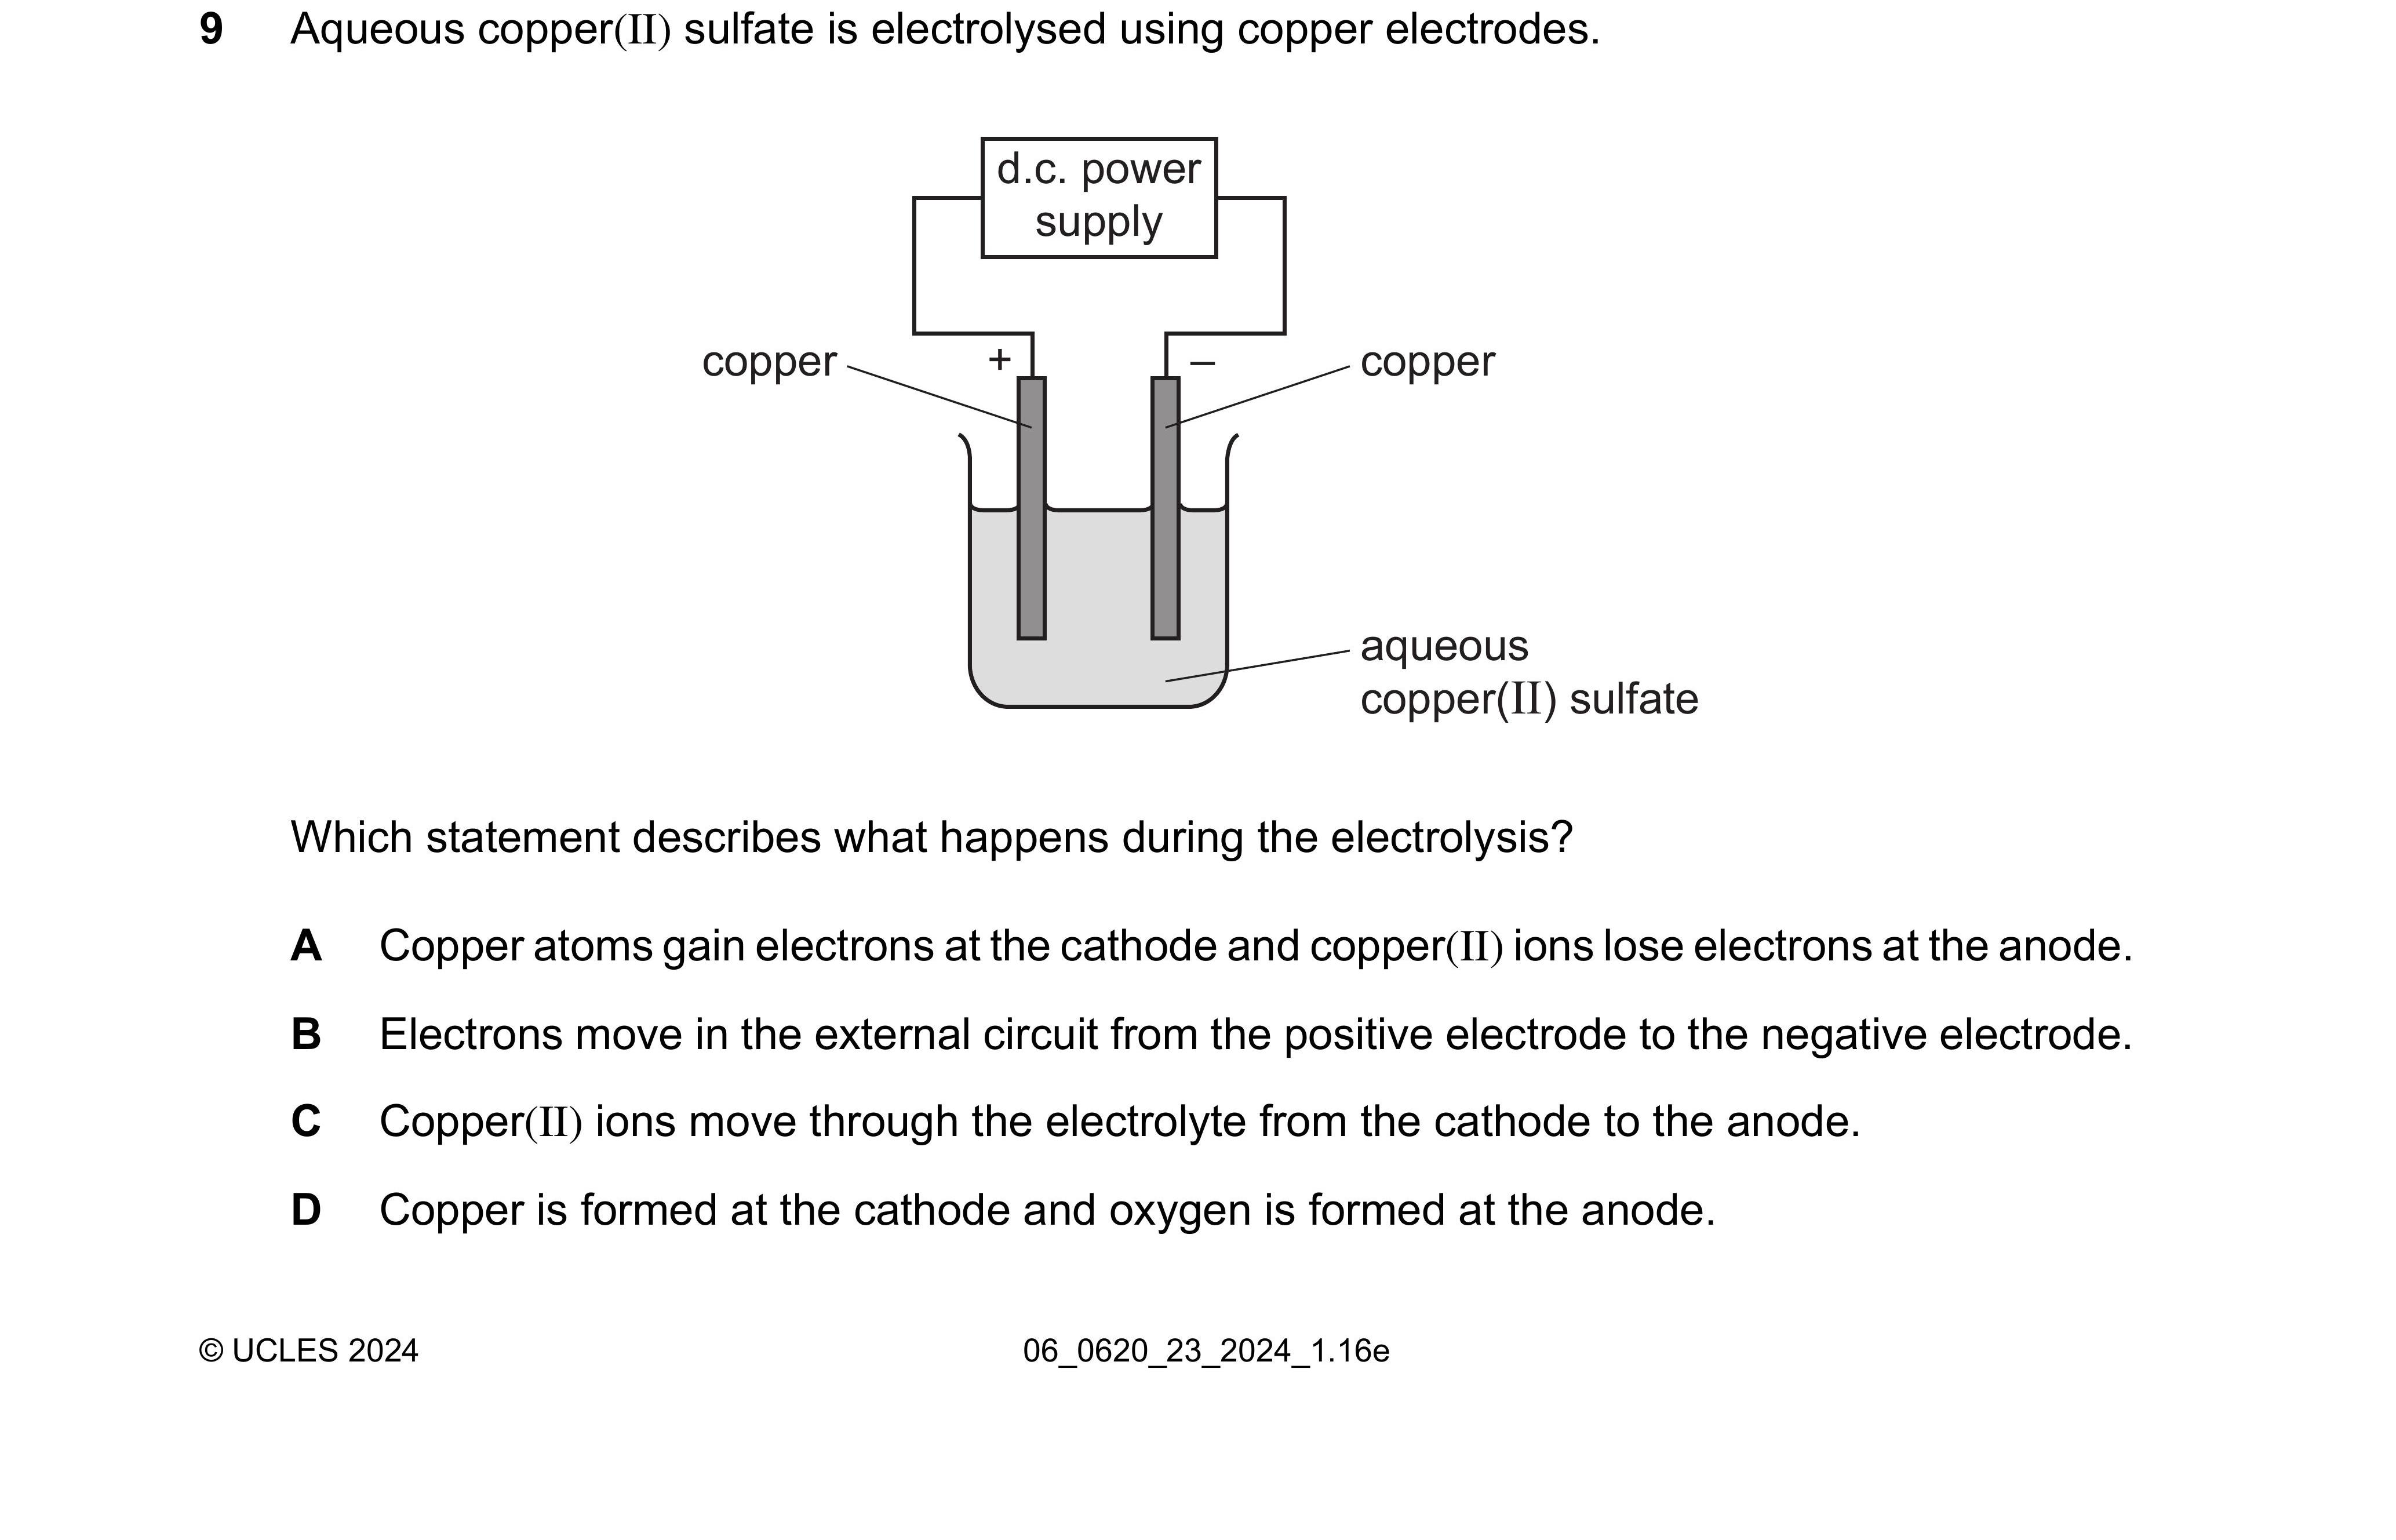 9 Aqueous copper(II) sulfate is electrolysed using copper electrodes.
d.c. power
supply
copper + – copper
aqueous
copper(II) sulfate
Which statement describes what happens during the electrolysis?
A Copper atoms gain electrons at the cathode and copper(II) ions lose electrons at the anode.
B Electrons move in the external circuit from the positive electrode to the negative electrode.
C Copper(II) ions move through the electrolyte from the cathode to the anode.
D Copper is formed at the cathode and oxygen is formed at the anode.
© UCLES 2024 06_0620_23_2024_1.16e